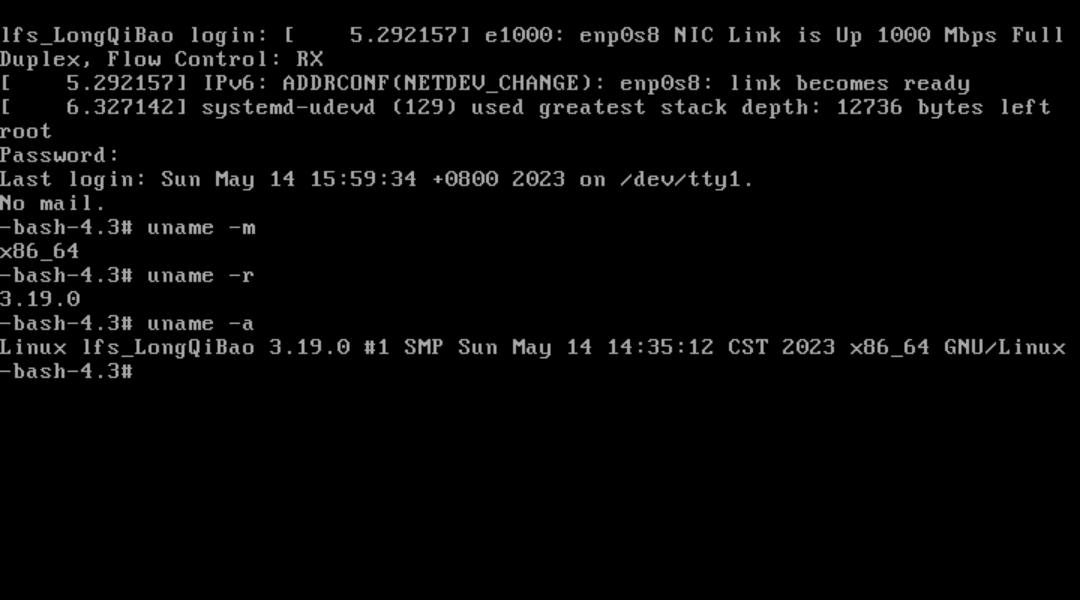 lfs_LongQiBao login: [    5.292157] e1000: enp0s8 NIC Link is Up 1000 Mbps Full
Duplex, Flow Control: RX
[    5.292157] IPv6: ADDRCONF(NETDEV_CHANGE): enp0s8: link becomes ready
[    6.327142] systemd-udevd (129) used greatest stack depth: 12736 bytes left
root
Password:
Last login: Sun May 14 15:59:34 +0800 2023 on /dev/tty1.
No mail.
-bash-4.3# uname -m
x86_64
-bash-4.3# uname -r
3.19.0
-bash-4.3# uname -a
Linux lfs_LongQiBao 3.19.0 #1 SMP Sun May 14 14:35:12 CST 2023 x86_64 GNU/Linux
-bash-4.3#